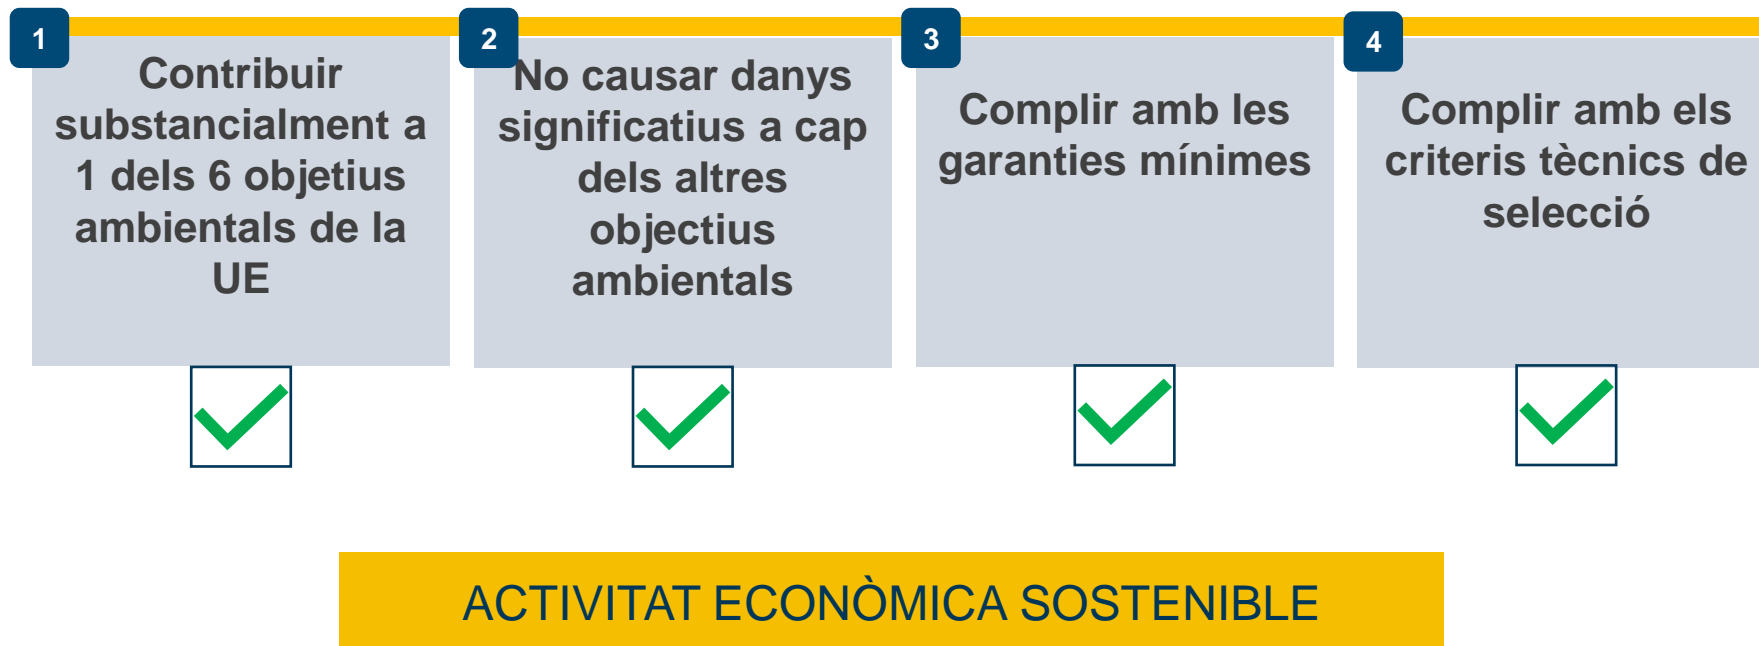 1
Contribuir
substancialment a
1 dels 6 objetius
ambientals de la
UE
2
No causar danys
significatius a cap
dels altres
objectius
ambientals
3
Complir amb les
garanties mínimes
4
Complir amb els
criteris tècnics de
selecció
ACTIVITAT ECONÒMICA SOSTENIBLE